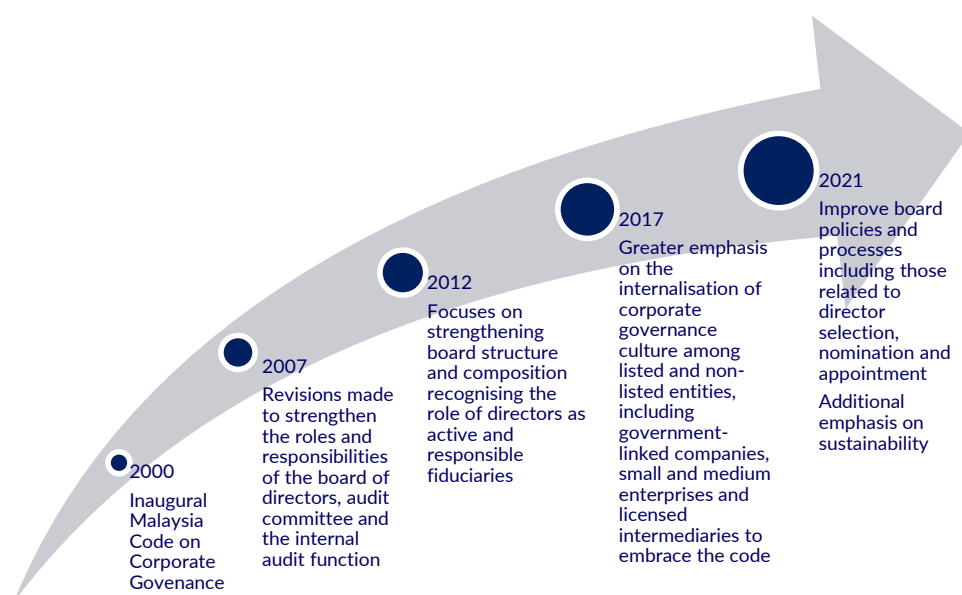 2000
Inaugural
Malaysia
Code on
Corporate
Govenance
2007
Revisions made
to strengthen
the roles and
responsibilities
of the board of
directors, audit
committee and
the internal
audit function
2012
Focuses on
strengthening
board structure
and composition
recognising the
role of directors as
active and
responsible
fiduciaries
2017
Greater emphasis
on the
internalisation of
corporate
governance
culture among
listed and non-
listed entities,
including
government-
linked companies,
small and medium
enterprises and
licensed
intermediaries to
embrace the code
2021
Improve board
policies and
processes
including those
related to
director
selection,
nomination and
appointment
Additional
emphasis on
sustainability